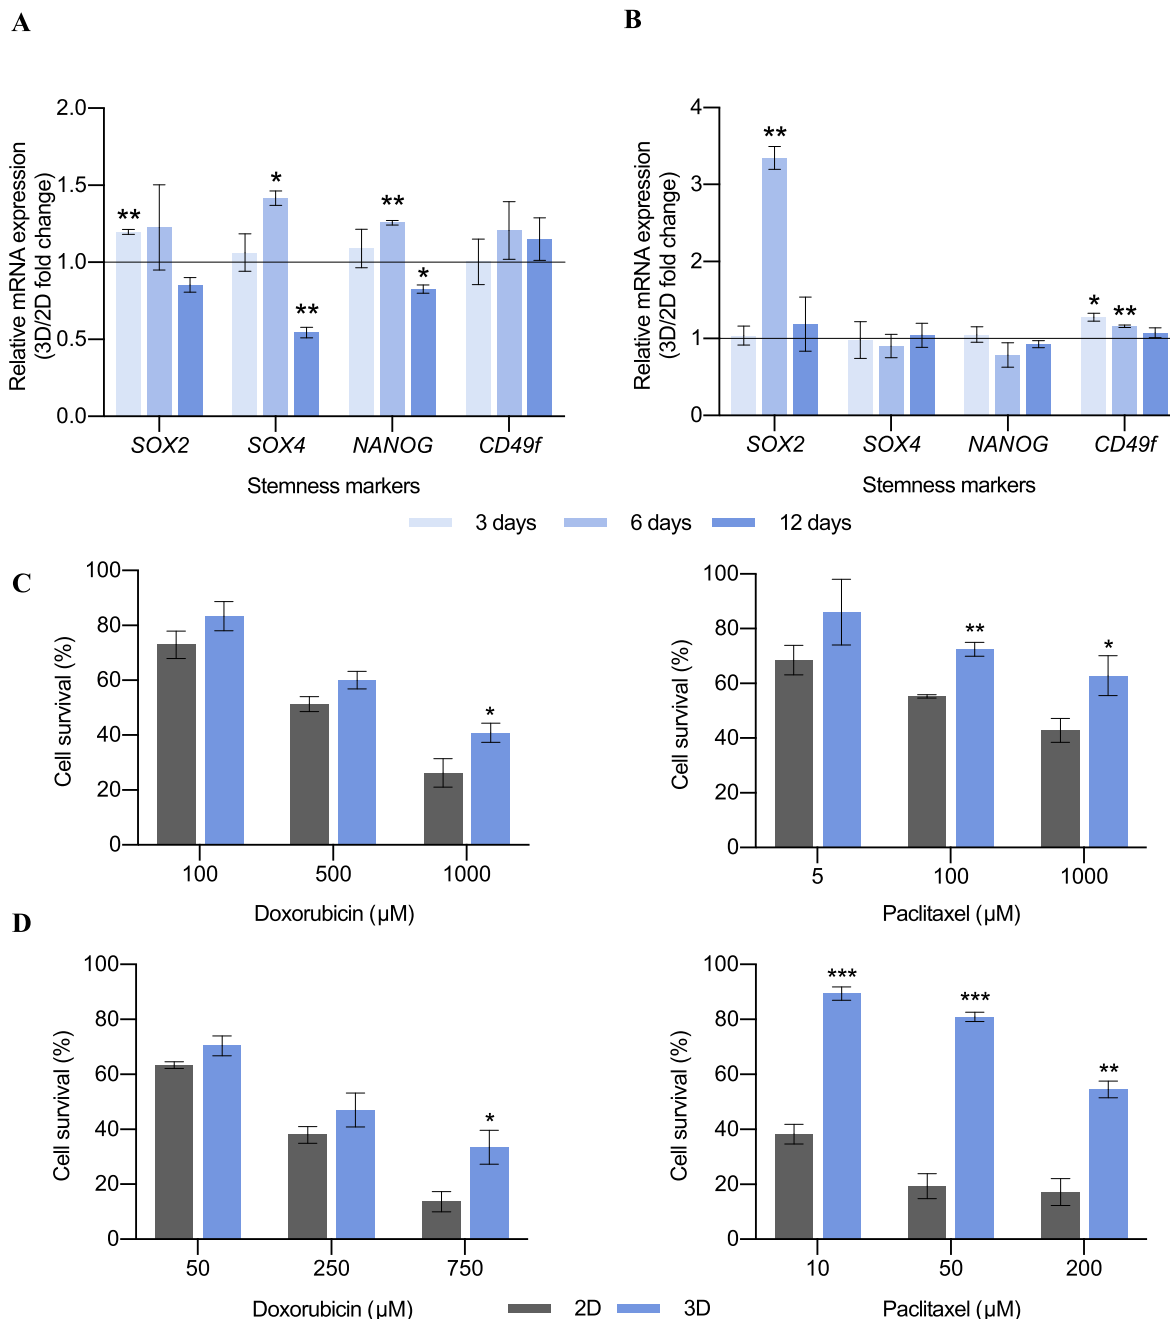 A
B
Relative mRNA expression
(3D/2D fold change)
2.0
1.5
1.0
0.5
0.0
** * ** ** *
SOX2 SOX4 NANOG CD49f
Stemness markers
Relative mRNA expression
(3D/2D fold change)
4
3
2
1
0
** * **
SOX2 SOX4 NANOG CD49f
Stemness markers
3 days 6 days 12 days
C
Cell survival (%)
100
80
60
40
20
0
*
100 500 1000
Doxorubicin (µM)
Cell survival (%)
100
80
60
40
20
0
** *
5 100 1000
Paclitaxel (µM)
D
Cell survival (%)
100
80
60
40
20
0
*
50 250 750
Doxorubicin (µM)
Cell survival (%)
100
80
60
40
20
0
*** *** **
10 50 200
Paclitaxel (µM)
2D 3D